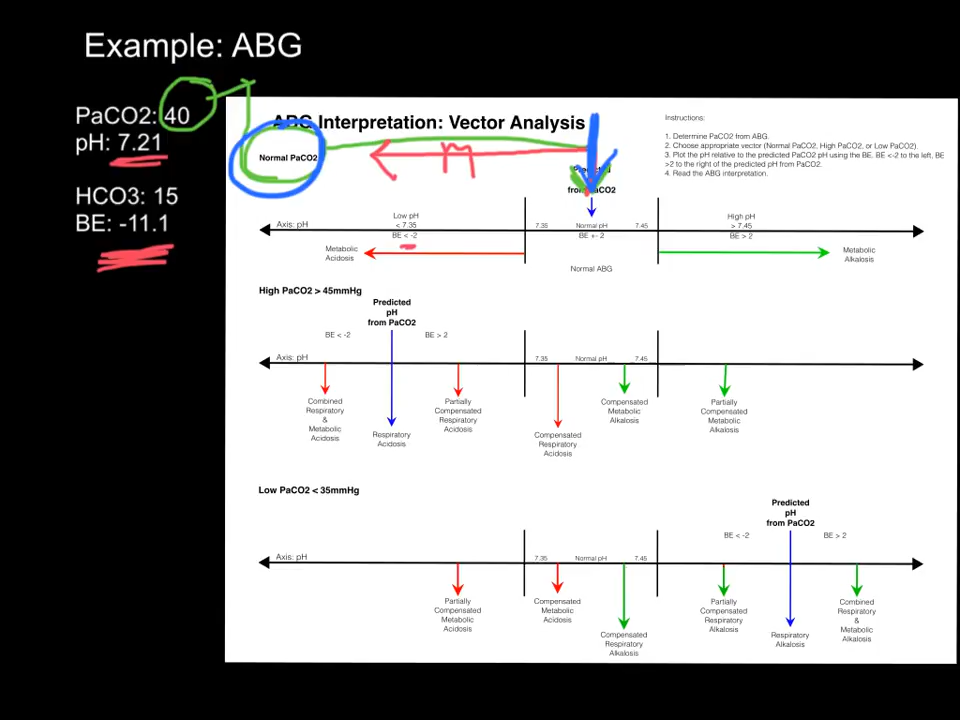 Example: ABG
PaCO2: 40
pH: 7.21
HCO3: 15
BE: -11.1
ABG Interpretation: Vector Analysis
Instructions:
1. Determine PaCO2 from ABG.
2. Choose appropriate vector (Normal PaCO2, High PaCO2, or Low PaCO2).
3. Plot the pH relative to the predicted PaCO2 pH using the BE, BE <-2 to the left, BE
>2 to the right of the predicted pH from PaCO2.
4. Read the ABG interpretation.
Normal PaCO2
M
Predicted
from PaCO2
Axis: pH
Low pH
< 7.35
BE < -2
7.35
Normal pH
7.45
BE +- 2
High pH
> 7.45
BE > 2
Metabolic
Acidosis
Normal ABG
Metabolic
Alkalosis
High PaCO2 > 45mmHg
Predicted
pH
from PaCO2
BE < -2
BE > 2
Axis: pH
7.35
Normal pH
7.45
Combined
Respiratory
&
Metabolic
Acidosis
Respiratory
Acidosis
Partially
Compensated
Respiratory
Acidosis
Compensated
Respiratory
Acidosis
Compensated
Metabolic
Alkalosis
Partially
Compensated
Metabolic
Alkalosis
Low PaCO2 < 35mmHg
Predicted
pH
from PaCO2
BE < -2
BE > 2
Axis: pH
7.35
Normal pH
7.45
Partially
Compensated
Metabolic
Acidosis
Compensated
Metabolic
Acidosis
Compensated
Respiratory
Alkalosis
Partially
Compensated
Respiratory
Alkalosis
Respiratory
Alkalosis
Combined
Respiratory
&
Metabolic
Alkalosis